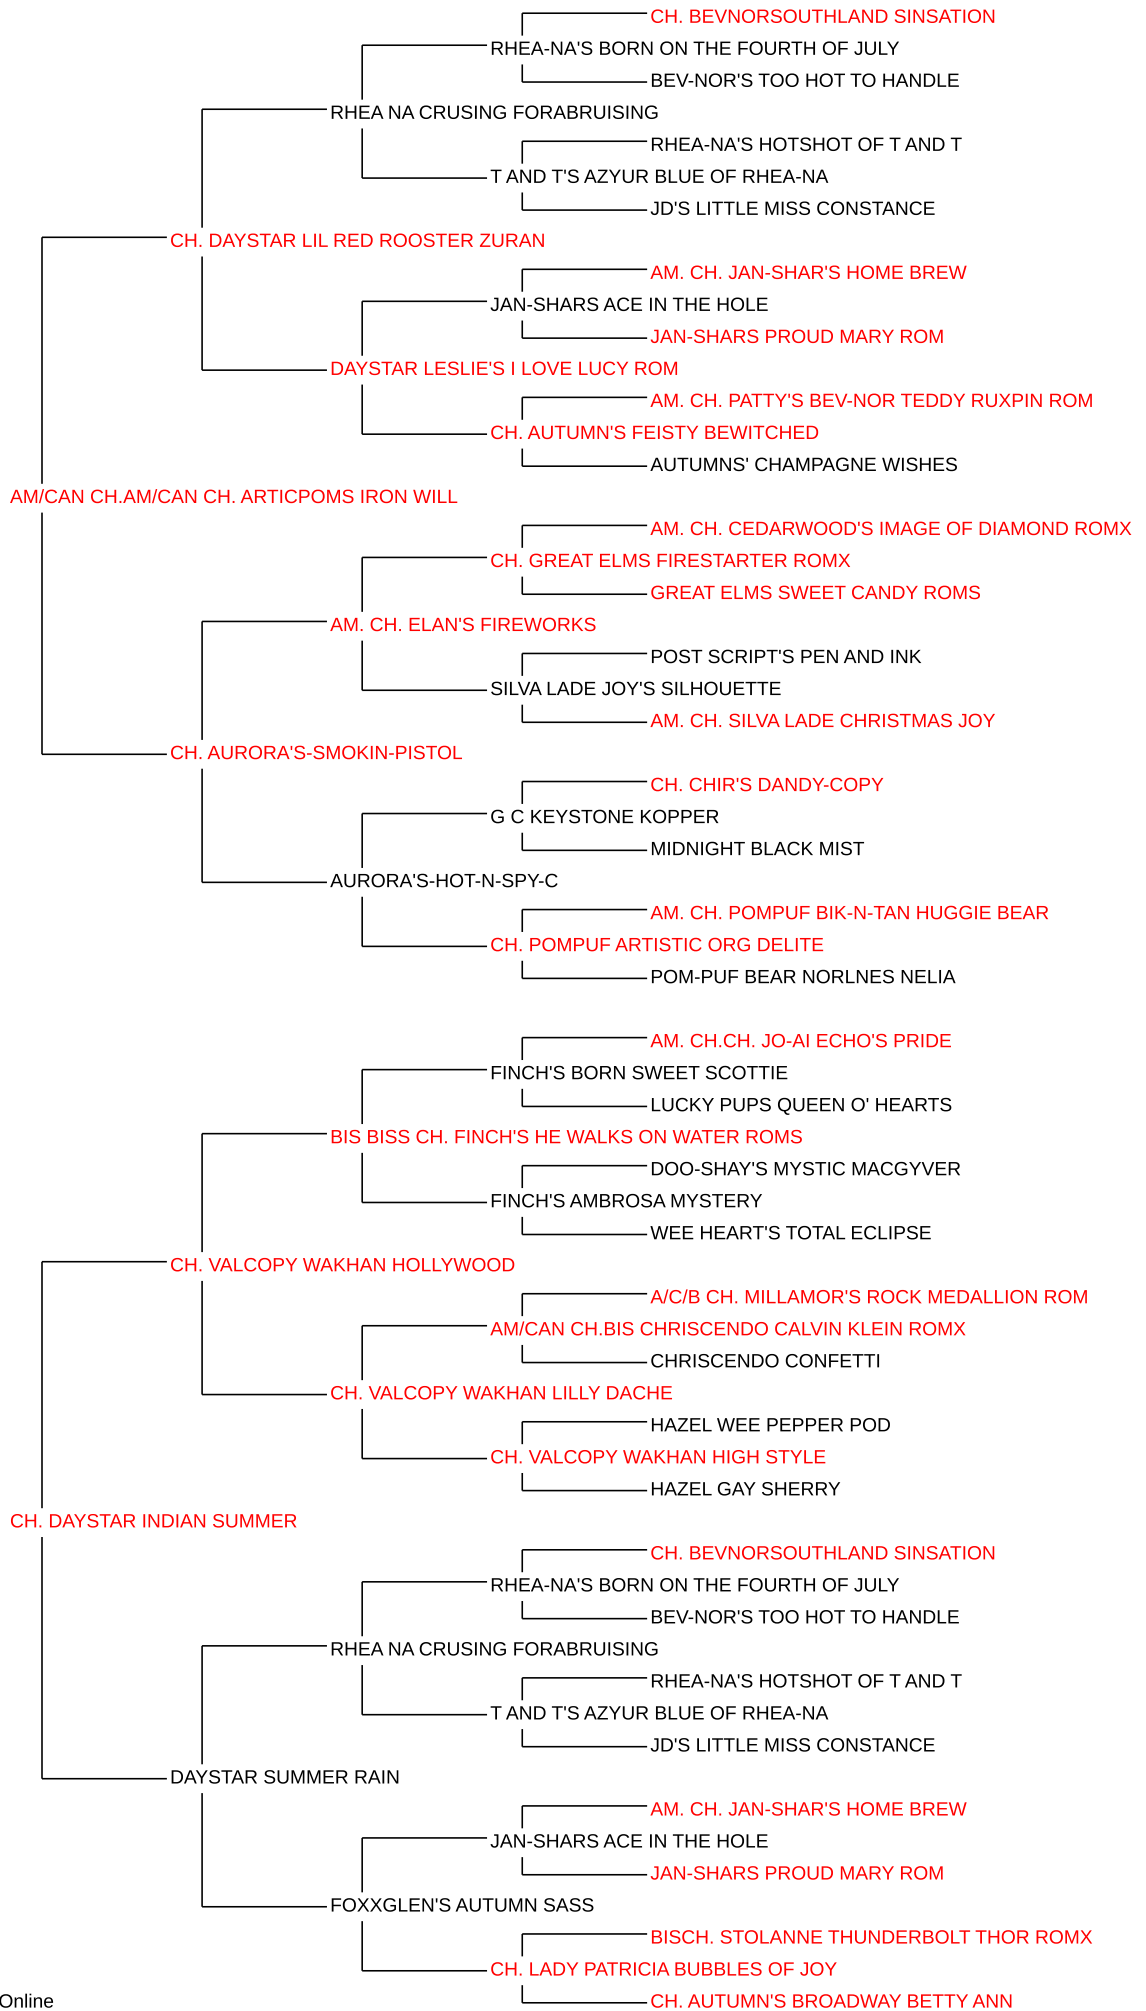 CH. BEVNORSOUTHLAND SINSATION
RHEA-NA'S BORN ON THE FOURTH OF JULY
BEV-NOR'S TOO HOT TO HANDLE
RHEA NA CRUSING FORABRUISING
RHEA-NA'S HOTSHOT OF T AND T
T AND T'S AZYUR BLUE OF RHEA-NA
JD'S LITTLE MISS CONSTANCE
CH. DAYSTAR LIL RED ROOSTER ZURAN
AM. CH. JAN-SHAR'S HOME BREW
JAN-SHARS ACE IN THE HOLE
JAN-SHARS PROUD MARY ROM
DAYSTAR LESLIE'S I LOVE LUCY ROM
AM. CH. PATTY'S BEV-NOR TEDDY RUXPIN ROM
CH. AUTUMN'S FEISTY BEWITCHED
AUTUMNS' CHAMPAGNE WISHES
AM/CAN CH.AM/CAN CH. ARTICPOMS IRON WILL
AM. CH. CEDARWOOD'S IMAGE OF DIAMOND ROMX
CH. GREAT ELMS FIRESTARTER ROMX
GREAT ELMS SWEET CANDY ROMS
AM. CH. ELAN'S FIREWORKS
POST SCRIPT'S PEN AND INK
SILVA LADE JOY'S SILHOUETTE
AM. CH. SILVA LADE CHRISTMAS JOY
CH. AURORA'S-SMOKIN-PISTOL
CH. CHIR'S DANDY-COPY
G C KEYSTONE KOPPER
MIDNIGHT BLACK MIST
AURORA'S-HOT-N-SPY-C
AM. CH. POMPUF BIK-N-TAN HUGGIE BEAR
CH. POMPUF ARTISTIC ORG DELITE
POM-PUF BEAR NORLNES NELIA
AM. CH.CH. JO-AI ECHO'S PRIDE
FINCH'S BORN SWEET SCOTTIE
LUCKY PUPS QUEEN O' HEARTS
BIS BISS CH. FINCH'S HE WALKS ON WATER ROMS
DOO-SHAY'S MYSTIC MACGYVER
FINCH'S AMBROSA MYSTERY
WEE HEART'S TOTAL ECLIPSE
CH. VALCOPY WAKHAN HOLLYWOOD
A/C/B CH. MILLAMOR'S ROCK MEDALLION ROM
AM/CAN CH.BIS CHRISCENDO CALVIN KLEIN ROMX
CHRISCENDO CONFETTI
CH. VALCOPY WAKHAN LILLY DACHE
HAZEL WEE PEPPER POD
CH. VALCOPY WAKHAN HIGH STYLE
HAZEL GAY SHERRY
CH. DAYSTAR INDIAN SUMMER
CH. BEVNORSOUTHLAND SINSATION
RHEA-NA'S BORN ON THE FOURTH OF JULY
BEV-NOR'S TOO HOT TO HANDLE
RHEA NA CRUSING FORABRUISING
RHEA-NA'S HOTSHOT OF T AND T
T AND T'S AZYUR BLUE OF RHEA-NA
JD'S LITTLE MISS CONSTANCE
DAYSTAR SUMMER RAIN
AM. CH. JAN-SHAR'S HOME BREW
JAN-SHARS ACE IN THE HOLE
JAN-SHARS PROUD MARY ROM
FOXXGLEN'S AUTUMN SASS
BISCH. STOLANNE THUNDERBOLT THOR ROMX
CH. LADY PATRICIA BUBBLES OF JOY
CH. AUTUMN'S BROADWAY BETTY ANN
Online